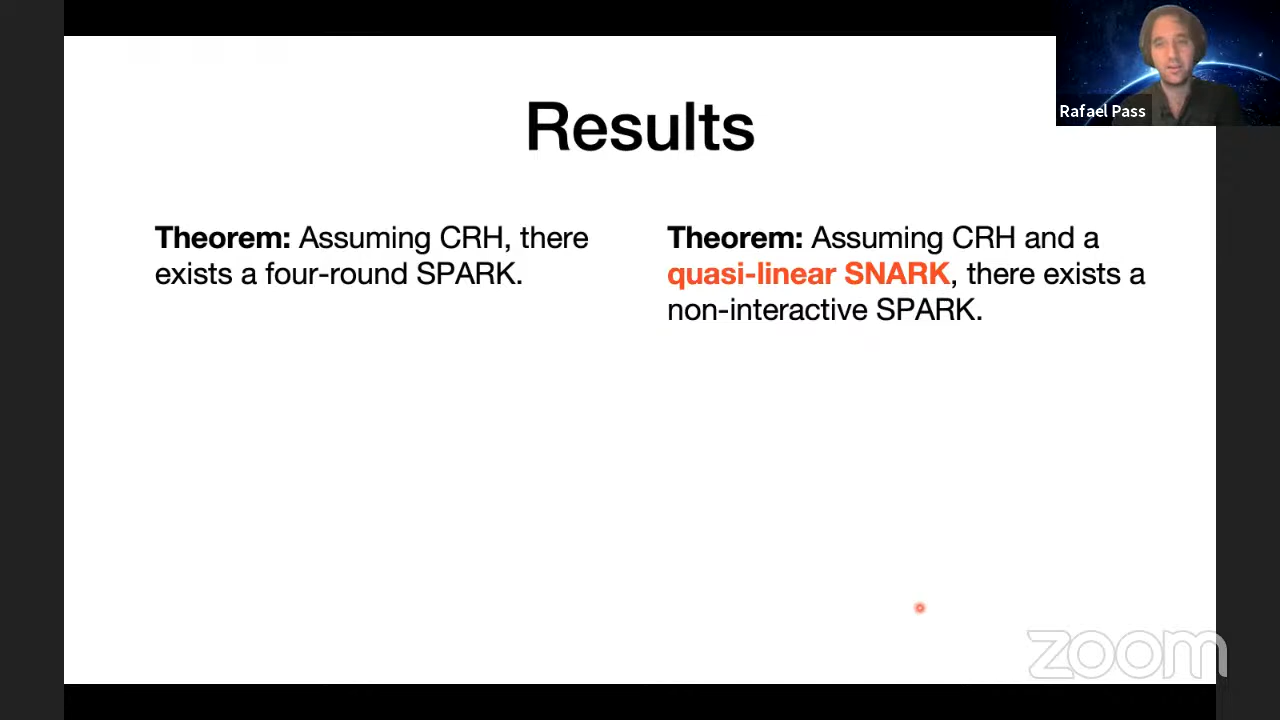 Rafael Pass
Results
Theorem: Assuming CRH, there
exists a four-round SPARK.
Theorem: Assuming CRH and a
quasi-linear SNARK, there exists a
non-interactive SPARK.
zoom